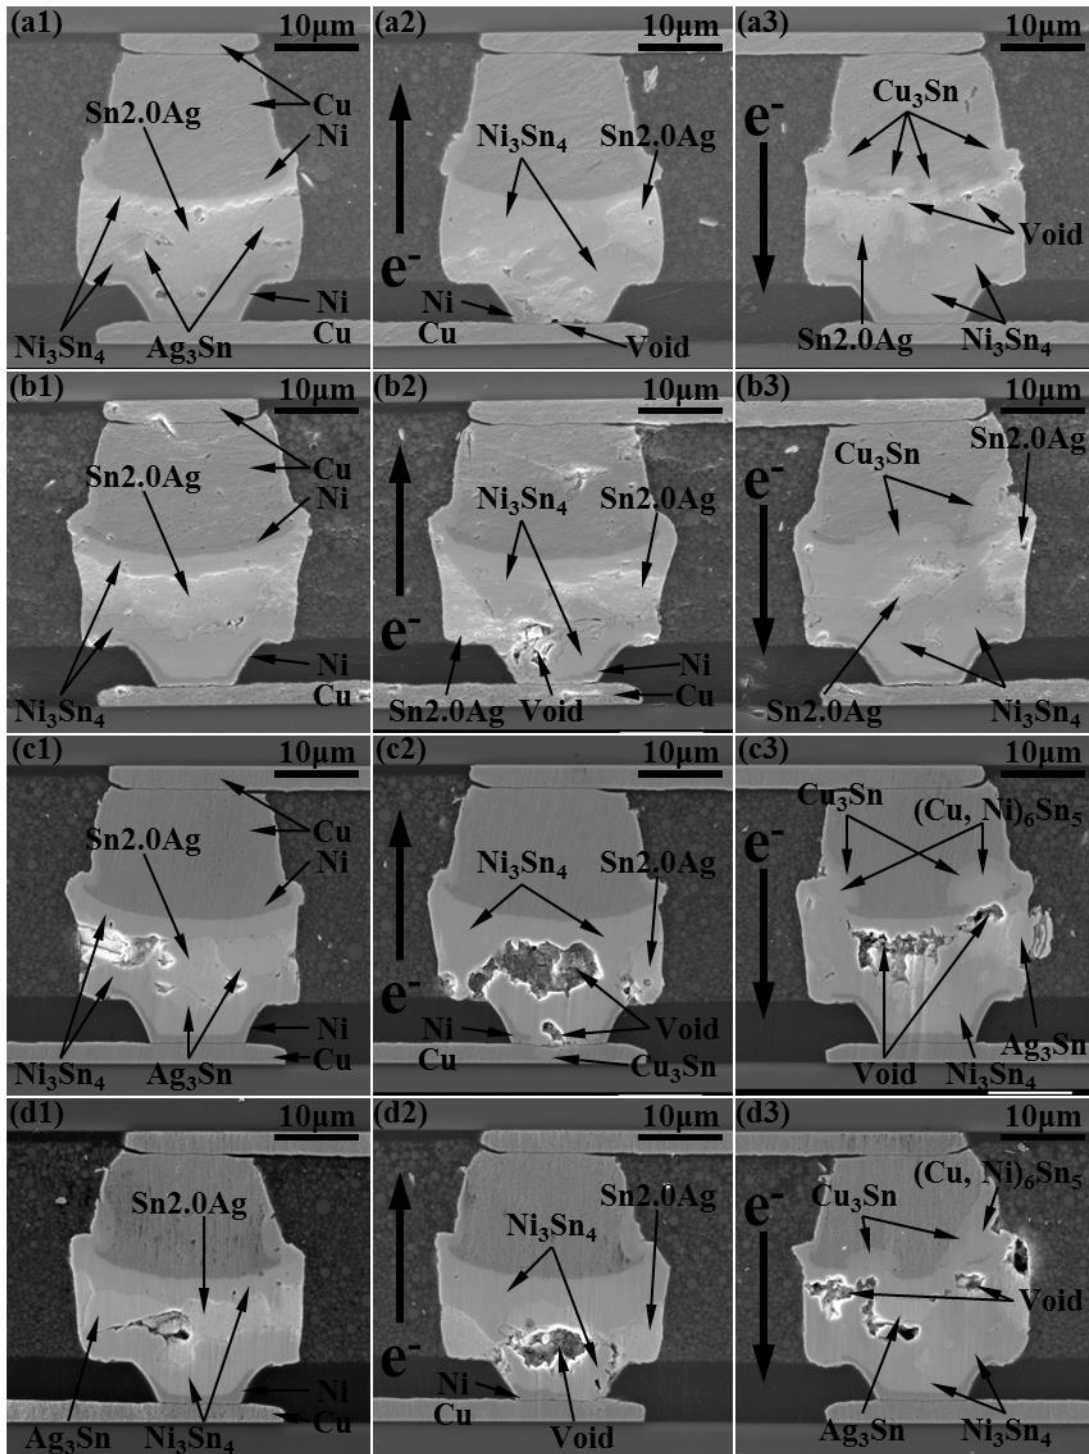 (a1) 10μm
Cu
Sn2.0Ag
Ni
Ni
Cu
Ni₃Sn₄ Ag₃Sn
(a2) 10μm
Ni₃Sn₄ Sn2.0Ag
e⁻
Ni
Cu Void
(a3) 10μm
Cu₃Sn
e⁻
Void
Sn2.0Ag Ni₃Sn₄
(b1) 10μm
Sn2.0Ag Cu
Ni
Ni
Cu
Ni₃Sn₄
(b2) 10μm
Ni₃Sn₄ Sn2.0Ag
e⁻
Ni
Cu
Sn2.0Ag Void
(b3) 10μm
Sn2.0Ag
Cu₃Sn
e⁻
Sn2.0Ag Ni₃Sn₄
(c1) 10μm
Cu
Sn2.0Ag
Ni
Ni
Cu
Ni₃Sn₄ Ag₃Sn
(c2) 10μm
Ni₃Sn₄ Sn2.0Ag
e⁻
Ni Void
Cu Cu₃Sn
(c3) 10μm
Cu₃Sn
(Cu, Ni)₆Sn₅
e⁻
Ag₃Sn
Void Ni₃Sn₄
(d1) 10μm
Sn2.0Ag
Ni
Cu
Ag₃Sn Ni₃Sn₄
(d2) 10μm
Sn2.0Ag
Ni₃Sn₄
e⁻
Ni
Cu
Void
(d3) 10μm
(Cu, Ni)₆Sn₅
Cu₃Sn
e⁻
Void
Ag₃Sn Ni₃Sn₄